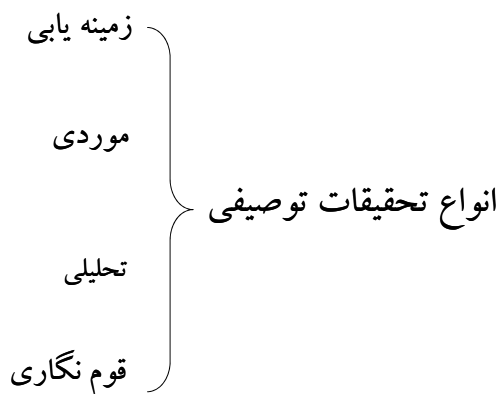 انواع تحقیقات توصیفی
زمینه یابی
موردی
تحلیلی
قوم نگاری